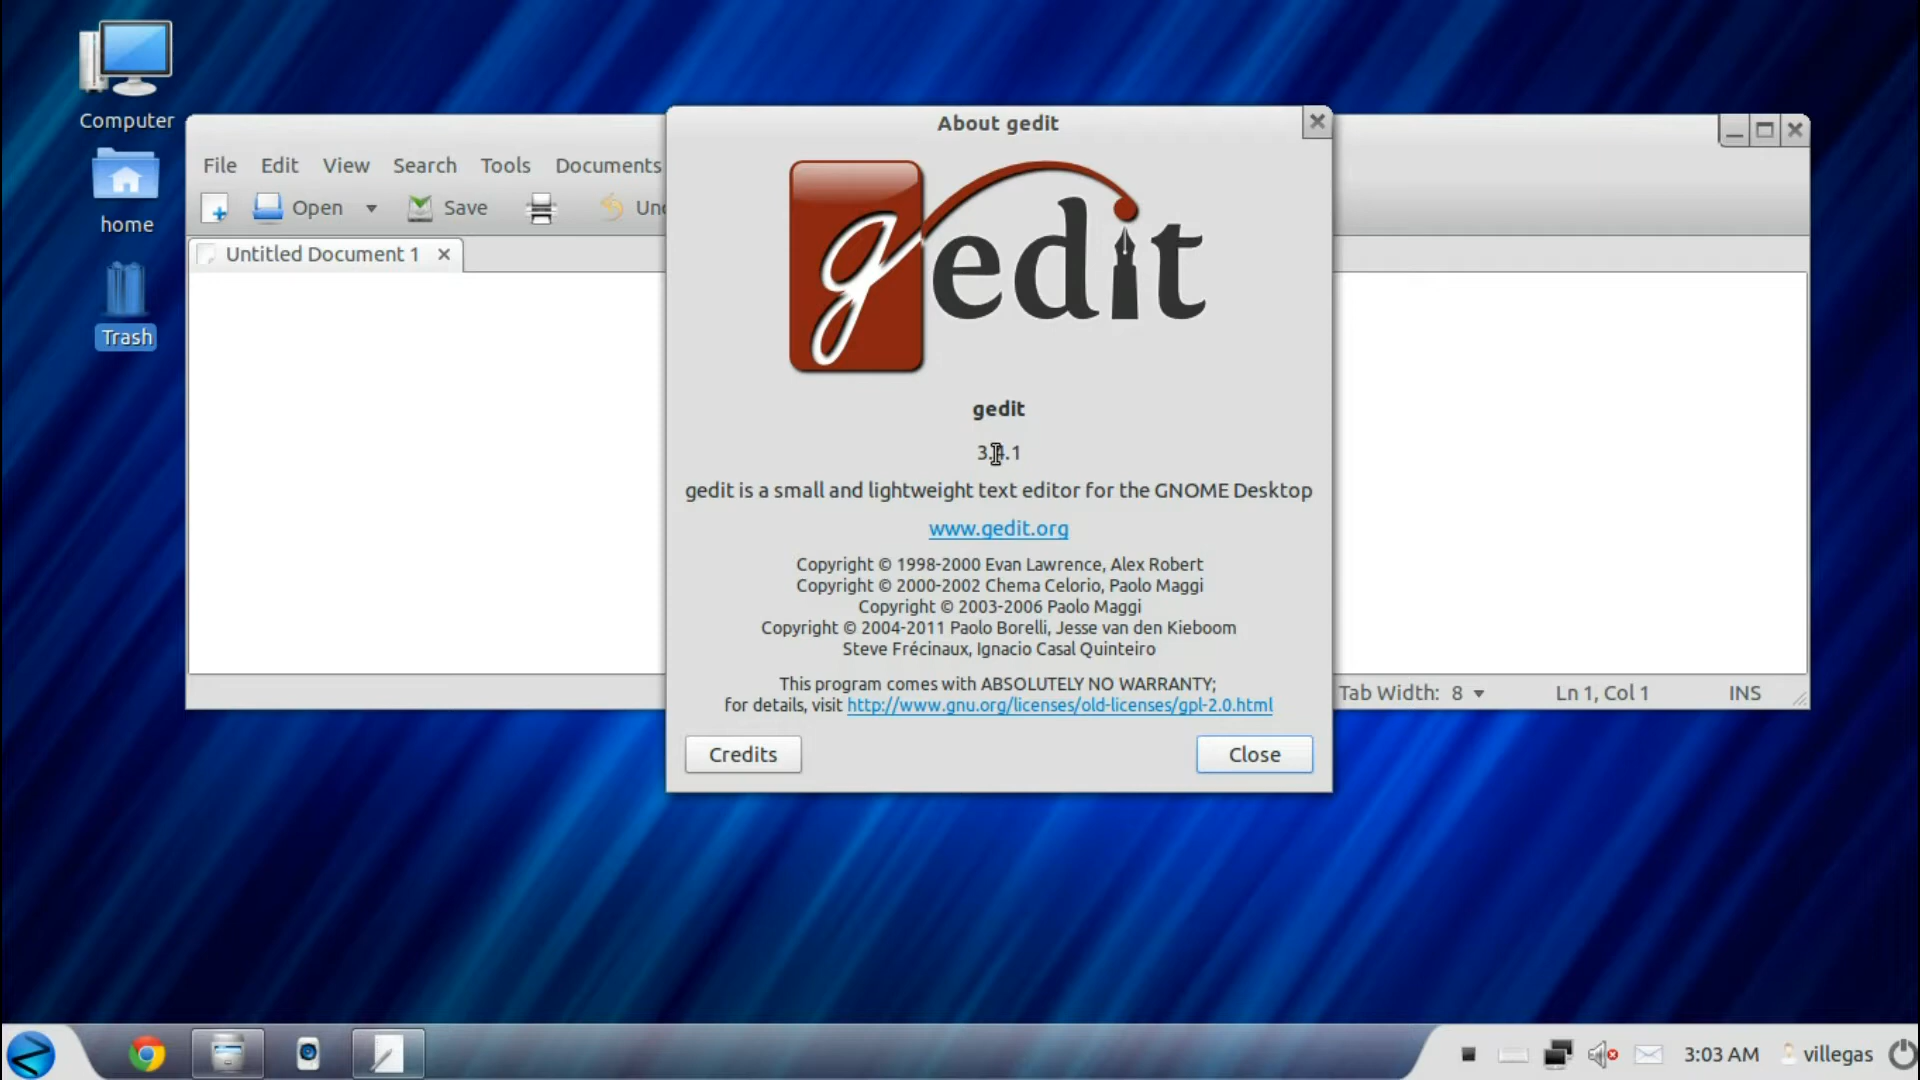 Computer
home
Trash
File Edit View Search Tools Documents
Open Save
Untitled Document 1
About gedit
gedit
gedit
gedit is a small and lightweight text editor for the GNOME Desktop
www.gedit.org
Copyright © 1998-2000 Evan Lawrence, Alex Robert
Copyright © 2000-2002 Chema Celorio, Paolo Maggi
Copyright © 2003-2006 Paolo Maggi
Copyright © 2004-2011 Paolo Borelli, Jesse van den Kieboom
Steve Frécinaux, Ignacio Casal Quinteiro
This program comes with ABSOLUTELY NO WARRANTY;
for details, visit http://www.gnu.org/licenses/old-licenses/gpl-2.0.html
Credits Close
Tab Width: 8 Ln 1, Col 1 INS
3:03 AM villegas